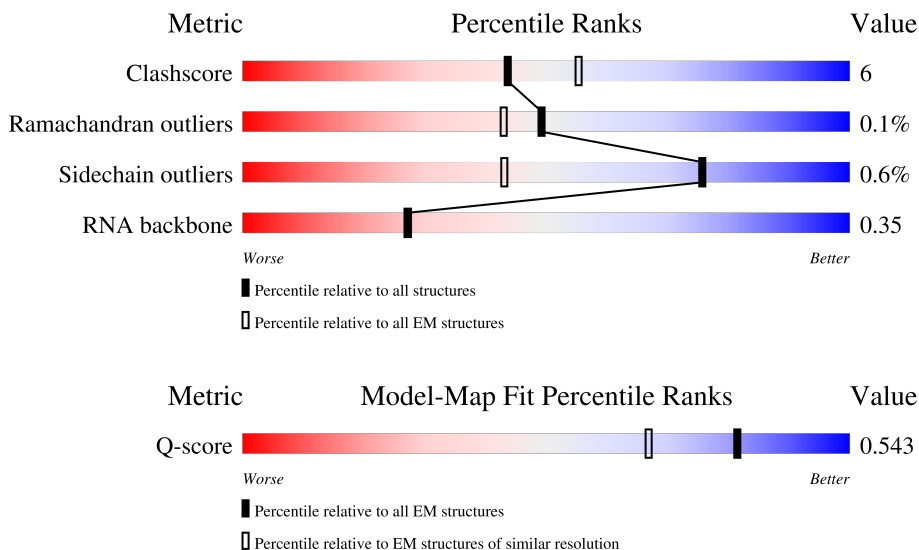 Metric Percentile Ranks Value
Clashscore 6
Ramachandran outliers 0.1%
Sidechain outliers 0.6%
RNA backbone 0.35
Worse Better
Percentile relative to all structures
Percentile relative to all EM structures
Metric Model-Map Fit Percentile Ranks Value
Q-score 0.543
Worse Better
Percentile relative to all EM structures
Percentile relative to EM structures of similar resolution